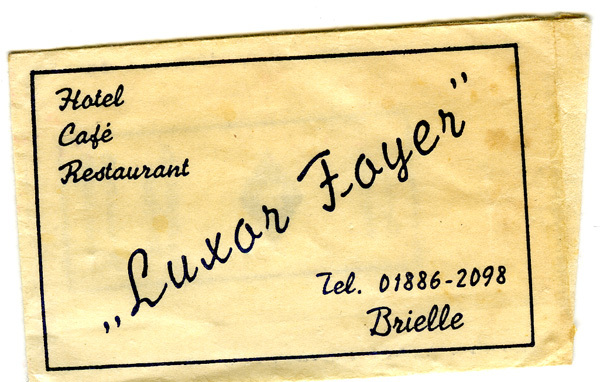 Hotel
Café
Restaurant
„Luxor Foyer”
Tel. 01886-2098
Brielle